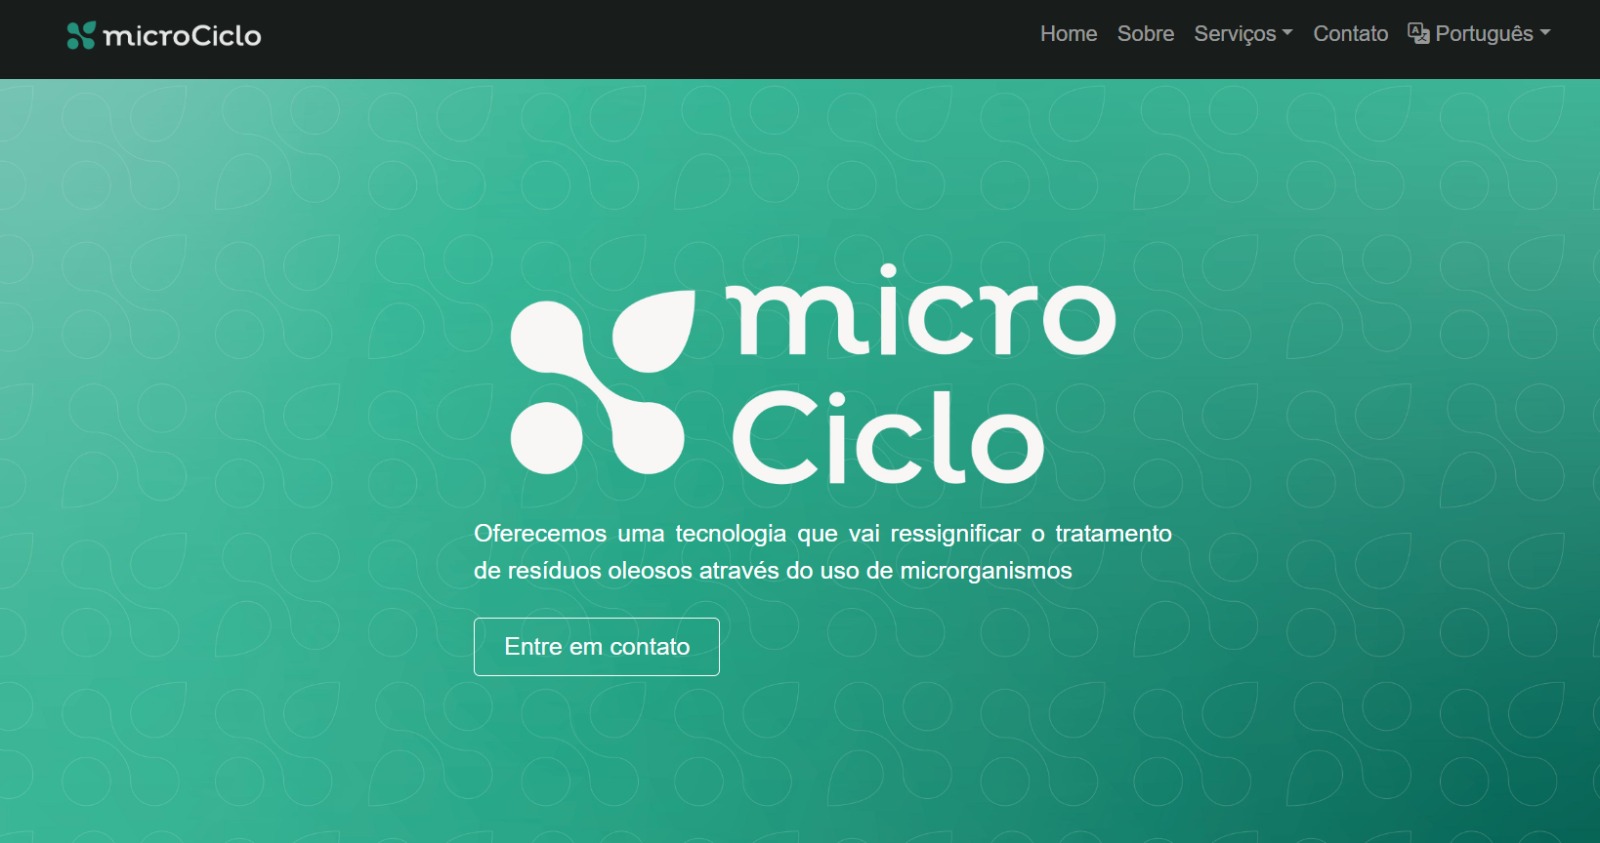 microCiclo
Home Sobre Serviços Contato Português
micro
Ciclo
Oferecemos uma tecnologia que vai ressignificar o tratamento
de resíduos oleosos através do uso de microrganismos
Entre em contato